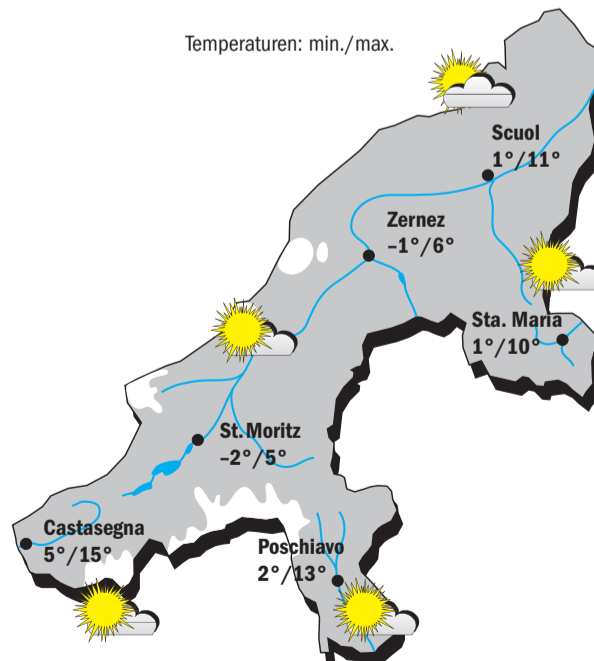 Temperaturen: min./max.
Scuol
1°/11°
Zernez
–1°/6°
Sta. Maria
1°/10°
St. Moritz
–2°/5°
Castasegna
5°/15°
Poschiavo
2°/13°